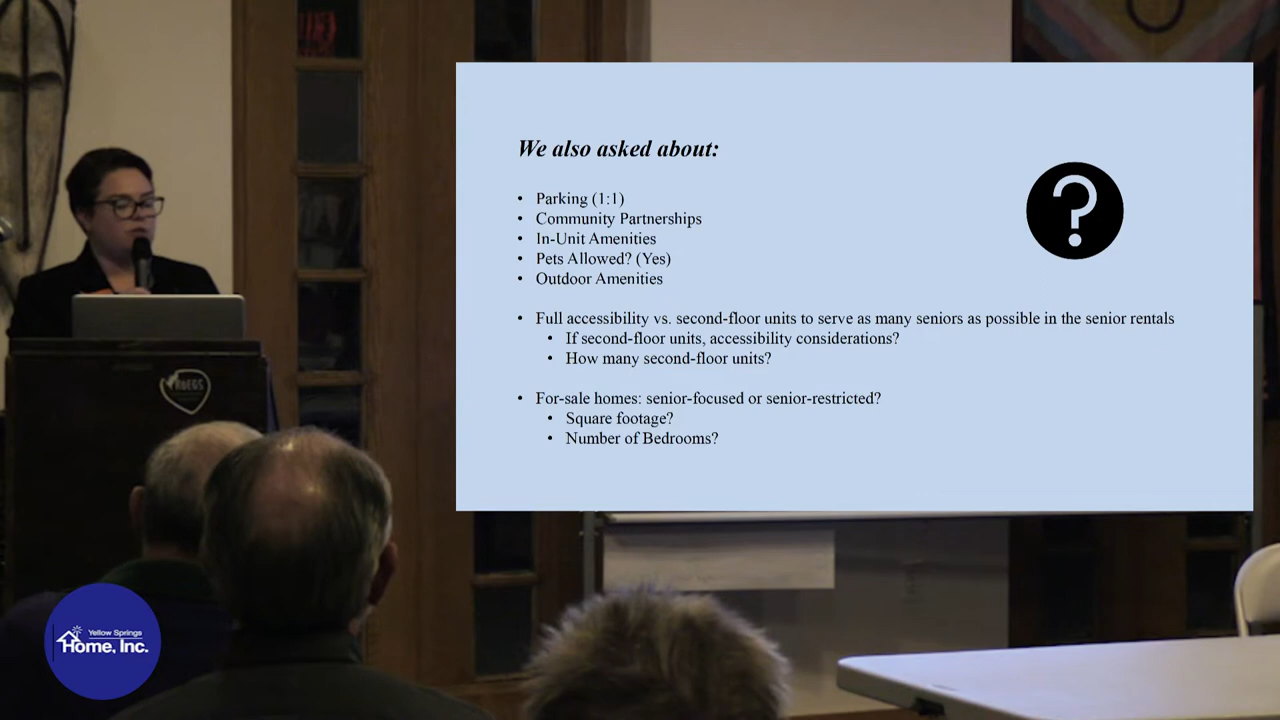 We also asked about:
• Parking (1:1)
• Community Partnerships
• In-Unit Amenities
• Pets Allowed? (Yes)
• Outdoor Amenities
• Full accessibility vs. second-floor units to serve as many seniors as possible in the senior rentals
• If second-floor units, accessibility considerations?
• How many second-floor units?
• For-sale homes: senior-focused or senior-restricted?
• Square footage?
• Number of Bedrooms?
?
Yellow Springs
Home, Inc.